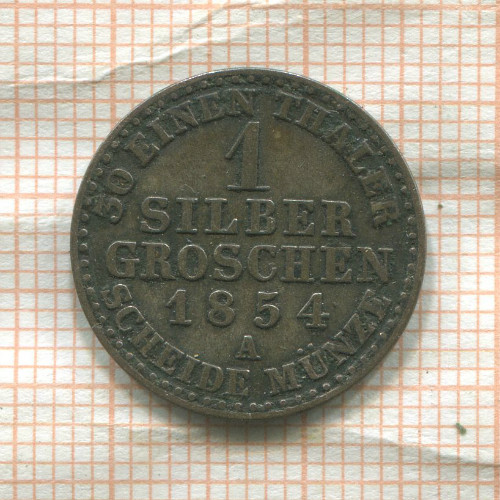 30 EINEN THALER
1
SILBER
GROSCHEN
1854
A
SCHEIDE MÜNZE